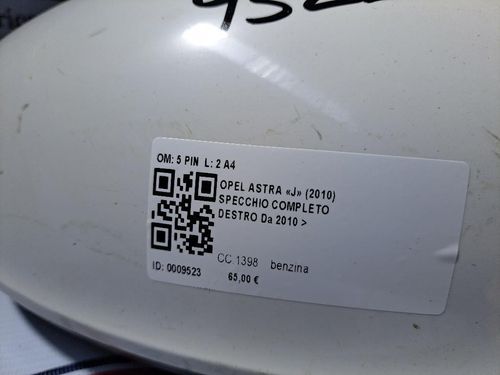 OM: 5 PIN L: 2 A4
OPEL ASTRA «J» (2010)
SPECCHIO COMPLETO
DESTRO Da 2010 >
CC 1398 benzina
ID: 0009523
65,00 €